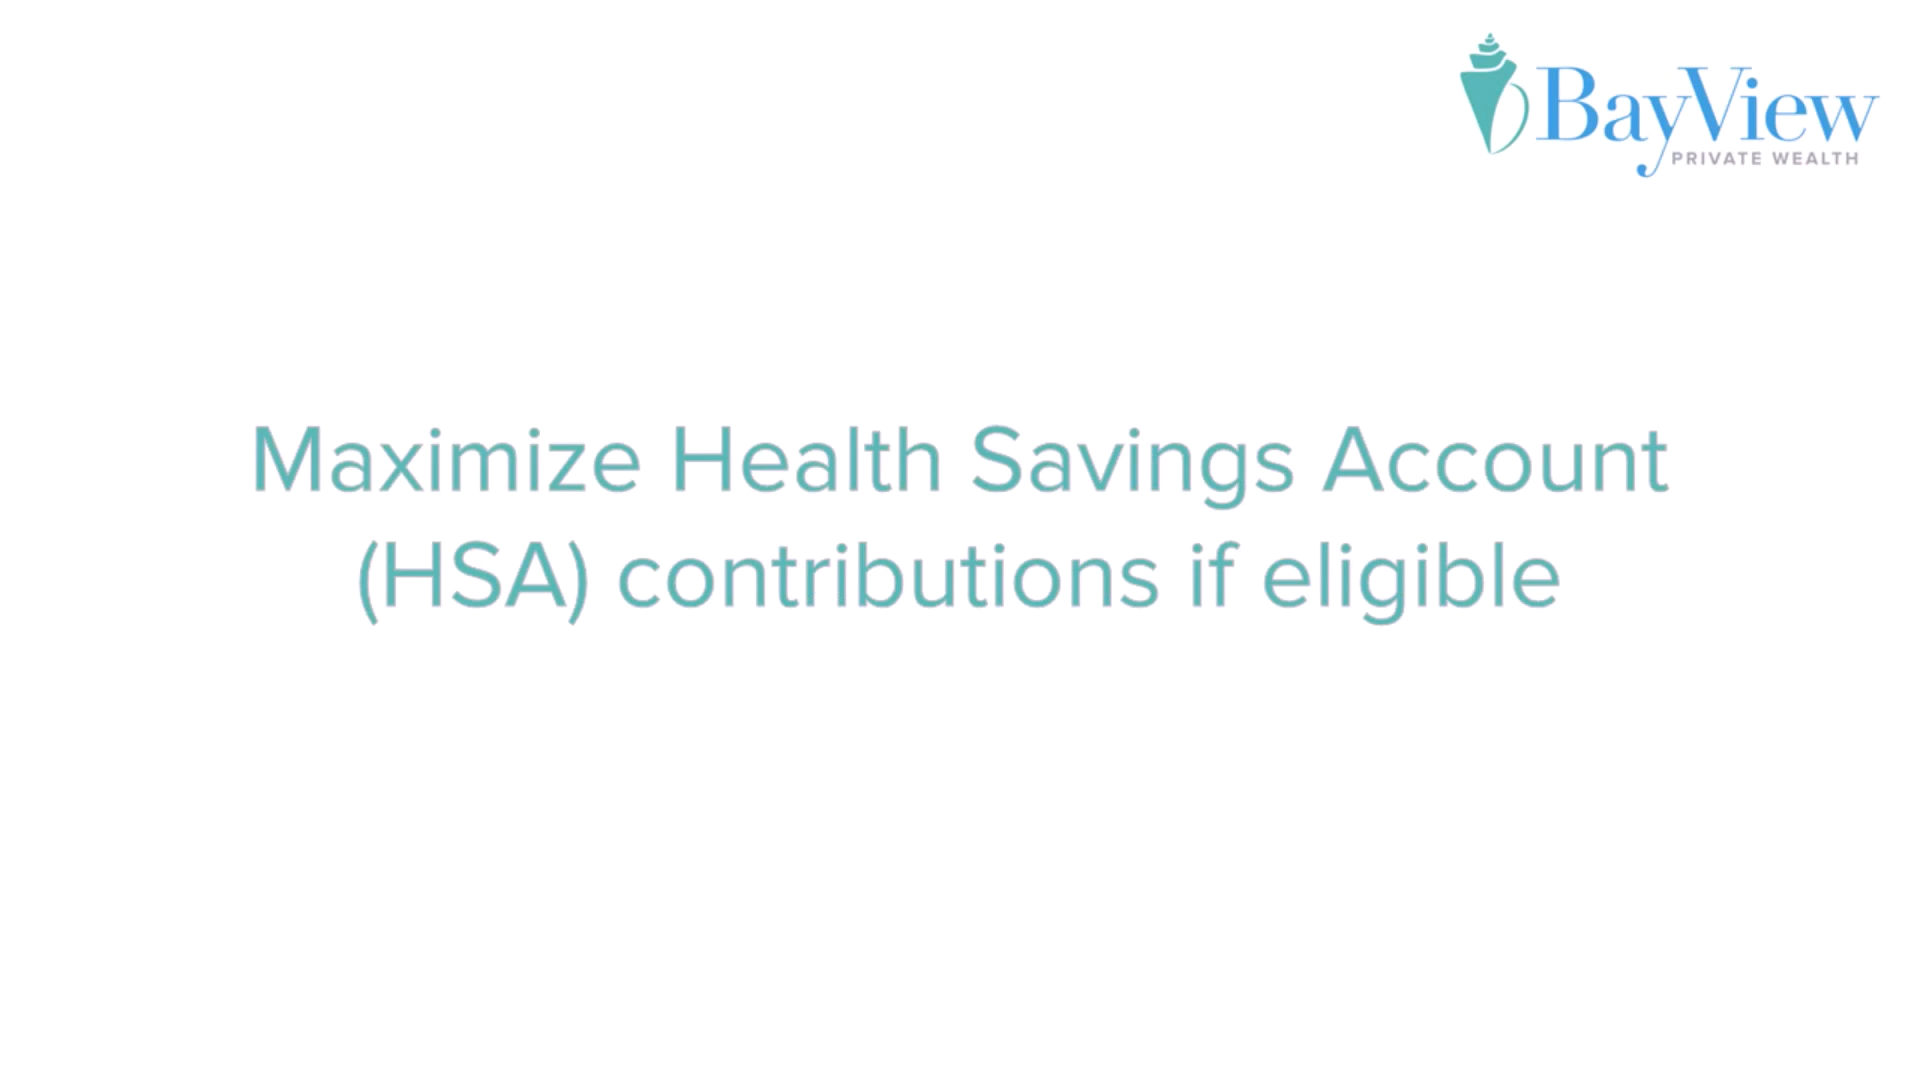 BayView
PRIVATE WEALTH
Maximize Health Savings Account
(HSA) contributions if eligible